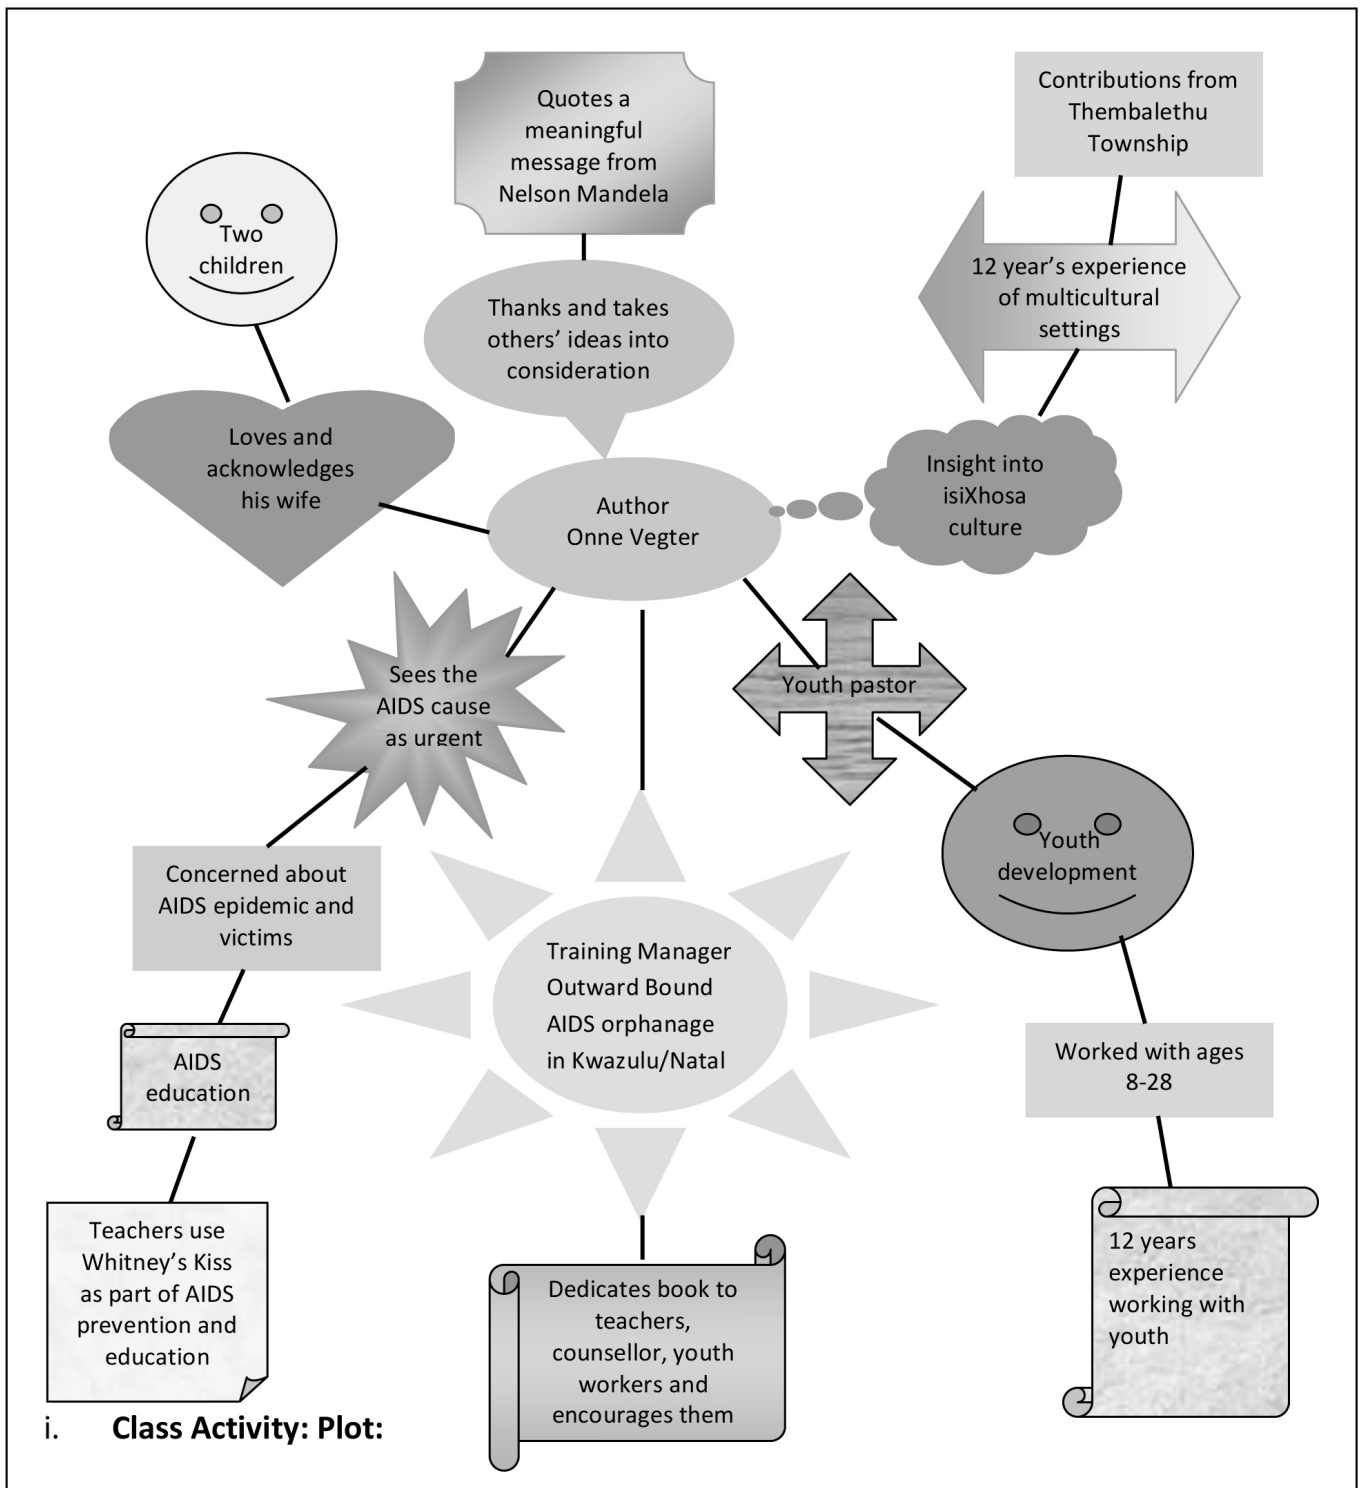 Quotes a
meaningful
message from
Nelson Mandela
Contributions from
Thembalethu
Township
Two
children
Thanks and takes
others’ ideas into
consideration
12 year’s experience
of multicultural
settings
Loves and
acknowledges
his wife
Insight into
isiXhosa
culture
Author
Onne Vegter
Sees the
AIDS cause
as urgent
Youth pastor
Youth
development
Concerned about
AIDS epidemic and
victims
Training Manager
Outward Bound
AIDS orphanage
in Kwazulu/Natal
AIDS
education
Worked with ages
8-28
Teachers use
Whitney’s Kiss
as part of AIDS
prevention and
education
Dedicates book to
teachers,
counsellor, youth
workers and
encourages them
12 years
experience
working with
youth
i. Class Activity: Plot: